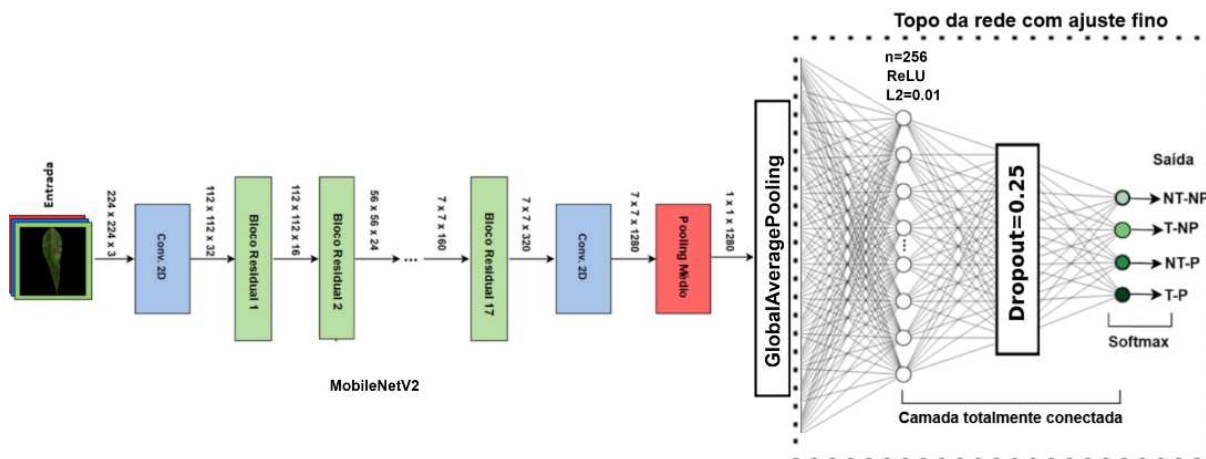 Topo da rede com ajuste fino
n=256
ReLU
L2=0.01
Entrada
224 x 224 x 3
Conv. 2D
112 x 112 x 32
Bloco Residual 1
112 x 112 x 16
Bloco Residual 2
56 x 56 x 24
...
7 x 7 x 160
Bloco Residual 17
7 x 7 x 320
Conv. 2D
7 x 7 x 1280
Pooling Médio
1 x 1 x 1280
GlobalAveragePooling
Dropout=0.25
Saída
NT-NP
T-NP
NT-P
T-P
Softmax
MobileNetV2
Camada totalmente conectada